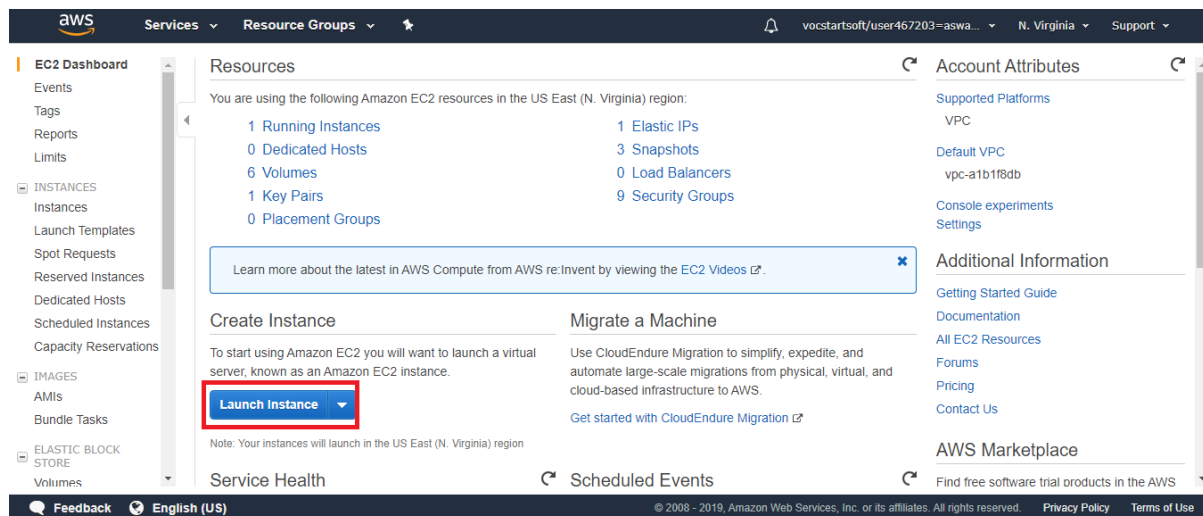 aws
Services
Resource Groups
vocstartsoft/user467203=aswa...
N. Virginia
Support
EC2 Dashboard
Events
Tags
Reports
Limits
INSTANCES
Instances
Launch Templates
Spot Requests
Reserved Instances
Dedicated Hosts
Scheduled Instances
Capacity Reservations
IMAGES
AMIs
Bundle Tasks
ELASTIC BLOCK
STORE
Volumes
Resources
You are using the following Amazon EC2 resources in the US East (N. Virginia) region:
1 Running Instances
0 Dedicated Hosts
6 Volumes
1 Key Pairs
0 Placement Groups
1 Elastic IPs
3 Snapshots
0 Load Balancers
9 Security Groups
Learn more about the latest in AWS Compute from AWS re:Invent by viewing the EC2 Videos.
Create Instance
To start using Amazon EC2 you will want to launch a virtual
server, known as an Amazon EC2 instance.
Launch Instance
Note: Your instances will launch in the US East (N. Virginia) region
Migrate a Machine
Use CloudEndure Migration to simplify, expedite, and
automate large-scale migrations from physical, virtual, and
cloud-based infrastructure to AWS.
Get started with CloudEndure Migration
Service Health
Scheduled Events
Account Attributes
Supported Platforms
VPC
Default VPC
vpc-a1b1f8db
Console experiments
Settings
Additional Information
Getting Started Guide
Documentation
All EC2 Resources
Forums
Pricing
Contact Us
AWS Marketplace
Find free software trial products in the AWS
Feedback
English (US)
© 2008 - 2019, Amazon Web Services, Inc. or its affiliates. All rights reserved.
Privacy Policy
Terms of Use